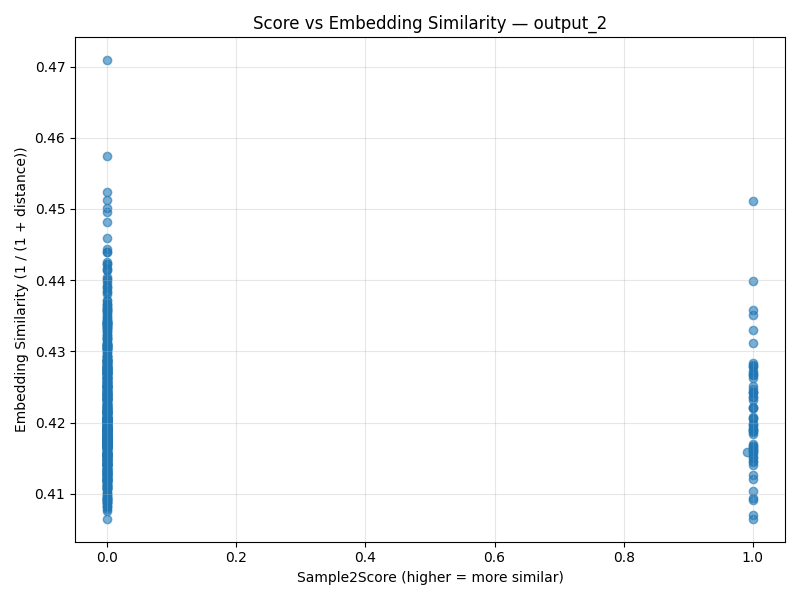 Score vs Embedding Similarity — output_2
Embedding Similarity (1 / (1 + distance))
0.47
0.46
0.45
0.44
0.43
0.42
0.41
0.0 0.2 0.4 0.6 0.8 1.0
Sample2Score (higher = more similar)